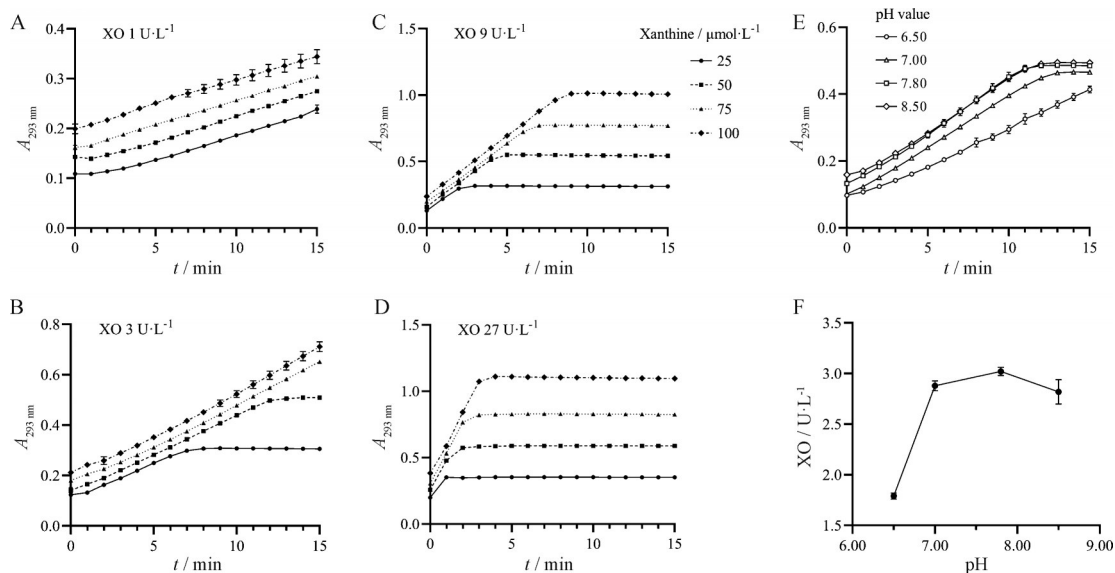 A
XO 1 U·L⁻¹
A293 nm
0.4
0.3
0.2
0.1
0.0
0 5 10 15
t / min
C
XO 9 U·L⁻¹
A293 nm
1.5
1.0
0.5
0.0
0 5 10 15
t / min
Xanthine / μmol·L⁻¹
25
50
75
100
E
pH value
6.50
7.00
7.80
8.50
A293 nm
0.6
0.4
0.2
0.0
0 5 10 15
t / min
B
XO 3 U·L⁻¹
A293 nm
0.8
0.6
0.4
0.2
0.0
0 5 10 15
t / min
D
XO 27 U·L⁻¹
A293 nm
1.5
1.0
0.5
0.0
0 5 10 15
t / min
F
XO / U·L⁻¹
3.5
3.0
2.5
2.0
1.5
6.00 7.00 8.00 9.00
pH